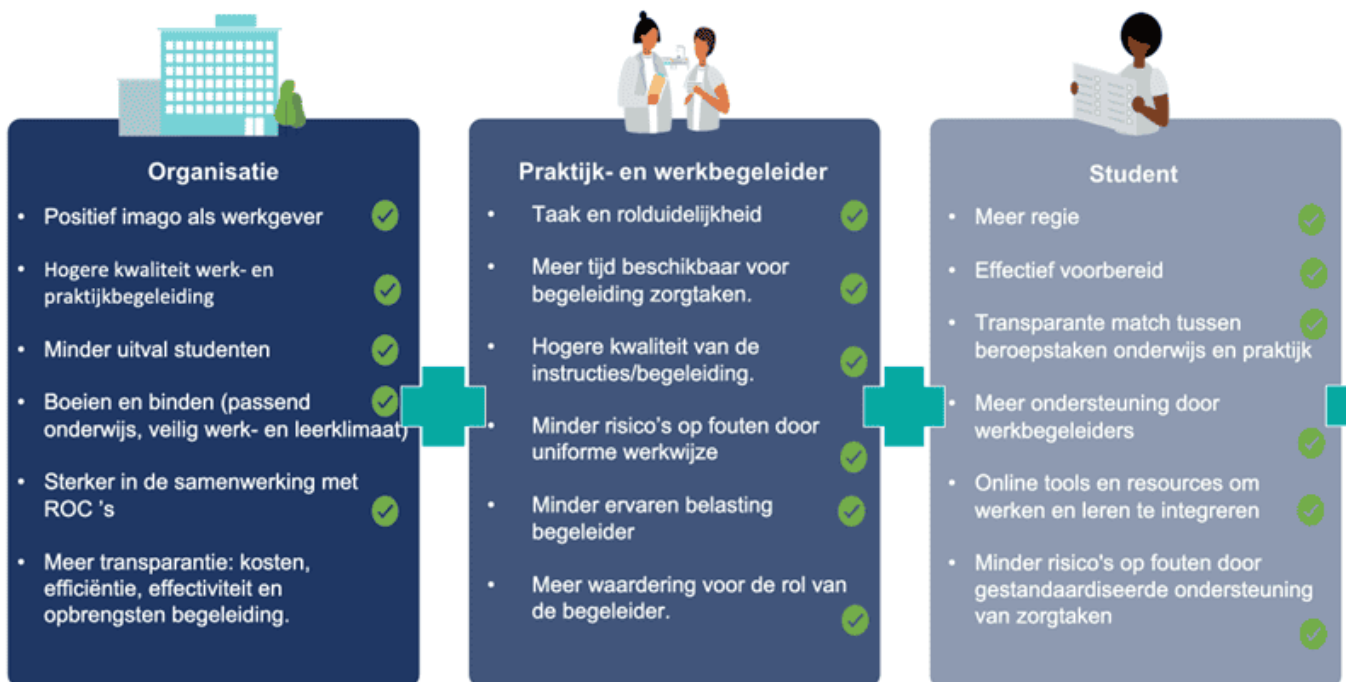 Organisatie
• Positief imago als werkgever
• Hogere kwaliteit werk- en
praktijkbegeleiding
• Minder uitval studenten
• Boeien en binden (passend
onderwijs, veilig werk- en leerklimaat)
• Sterker in de samenwerking met
ROC 's
• Meer transparantie: kosten,
efficiëntie, effectiviteit en
opbrengsten begeleiding.
Praktijk- en werkbegeleider
• Taak en rolduidelijkheid
• Meer tijd beschikbaar voor
begeleiding zorgtaken.
• Hogere kwaliteit van de
instructies/begeleiding.
• Minder risico's op fouten door
uniforme werkwijze
• Minder ervaren belasting
begeleider
• Meer waardering voor de rol van
de begeleider.
Student
• Meer regie
• Effectief voorbereid
• Transparante match tussen
beroepstaken onderwijs en praktijk
• Meer ondersteuning door
werkbegeleiders
• Online tools en resources om
werken en leren te integreren
• Minder risico's op fouten door
gestandaardiseerde ondersteuning
van zorgtaken